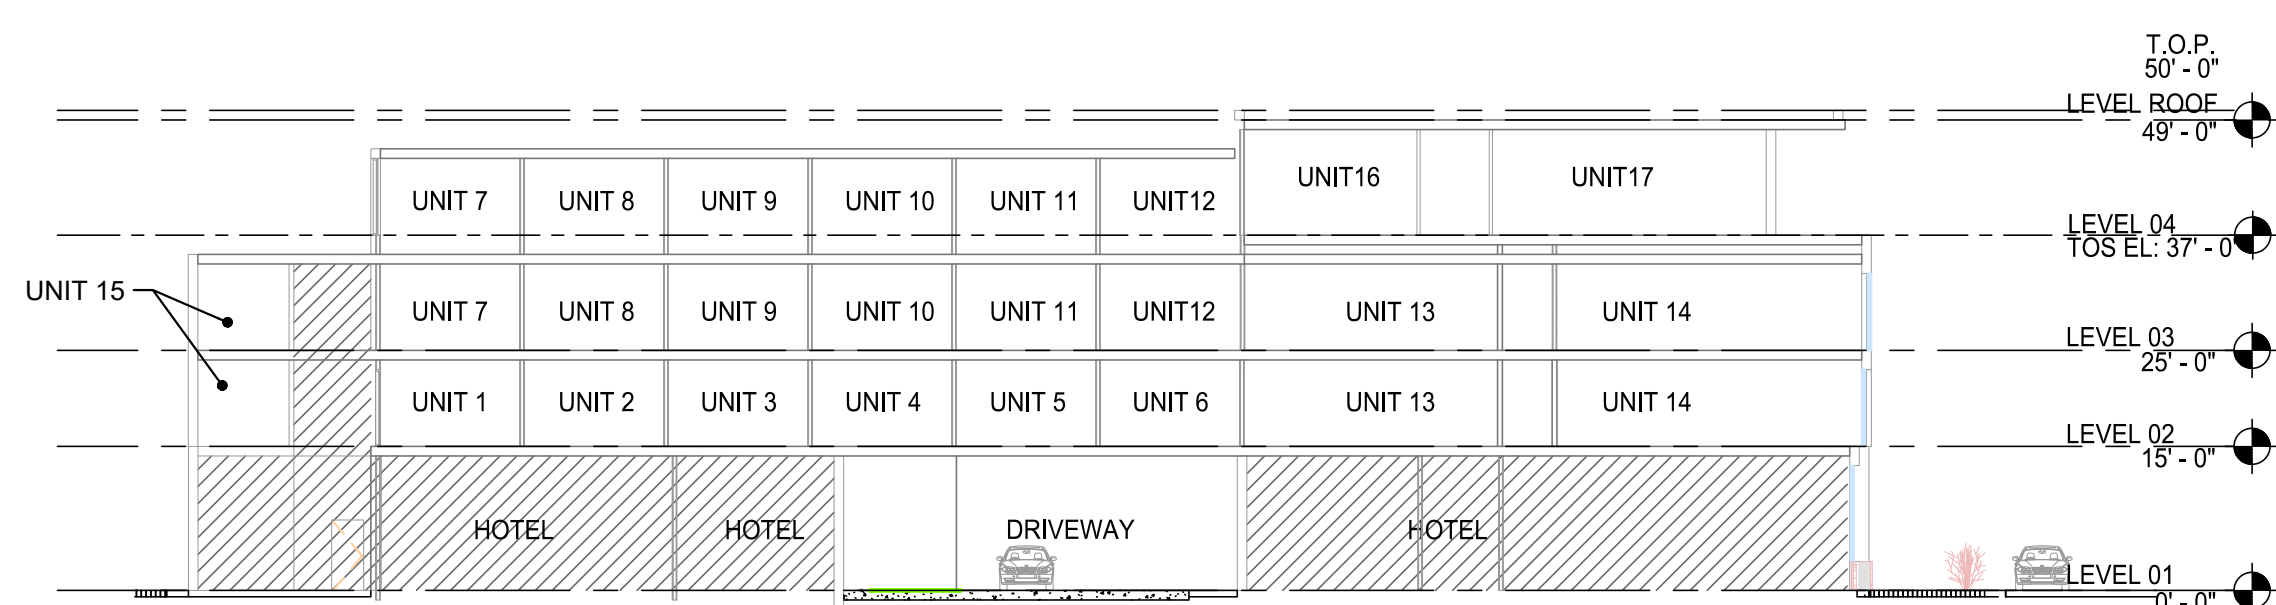 T.O.P.
50' - 0"
LEVEL ROOF
49' - 0"
UNIT16 UNIT17
UNIT 7 UNIT 8 UNIT 9 UNIT 10 UNIT 11 UNIT12
LEVEL 04
TOS EL: 37' - 0"
UNIT 15
UNIT 7 UNIT 8 UNIT 9 UNIT 10 UNIT 11 UNIT12 UNIT 13 UNIT 14
LEVEL 03
25' - 0"
UNIT 1 UNIT 2 UNIT 3 UNIT 4 UNIT 5 UNIT 6 UNIT 13 UNIT 14
LEVEL 02
15' - 0"
HOTEL HOTEL DRIVEWAY HOTEL
LEVEL 01
0' - 0"